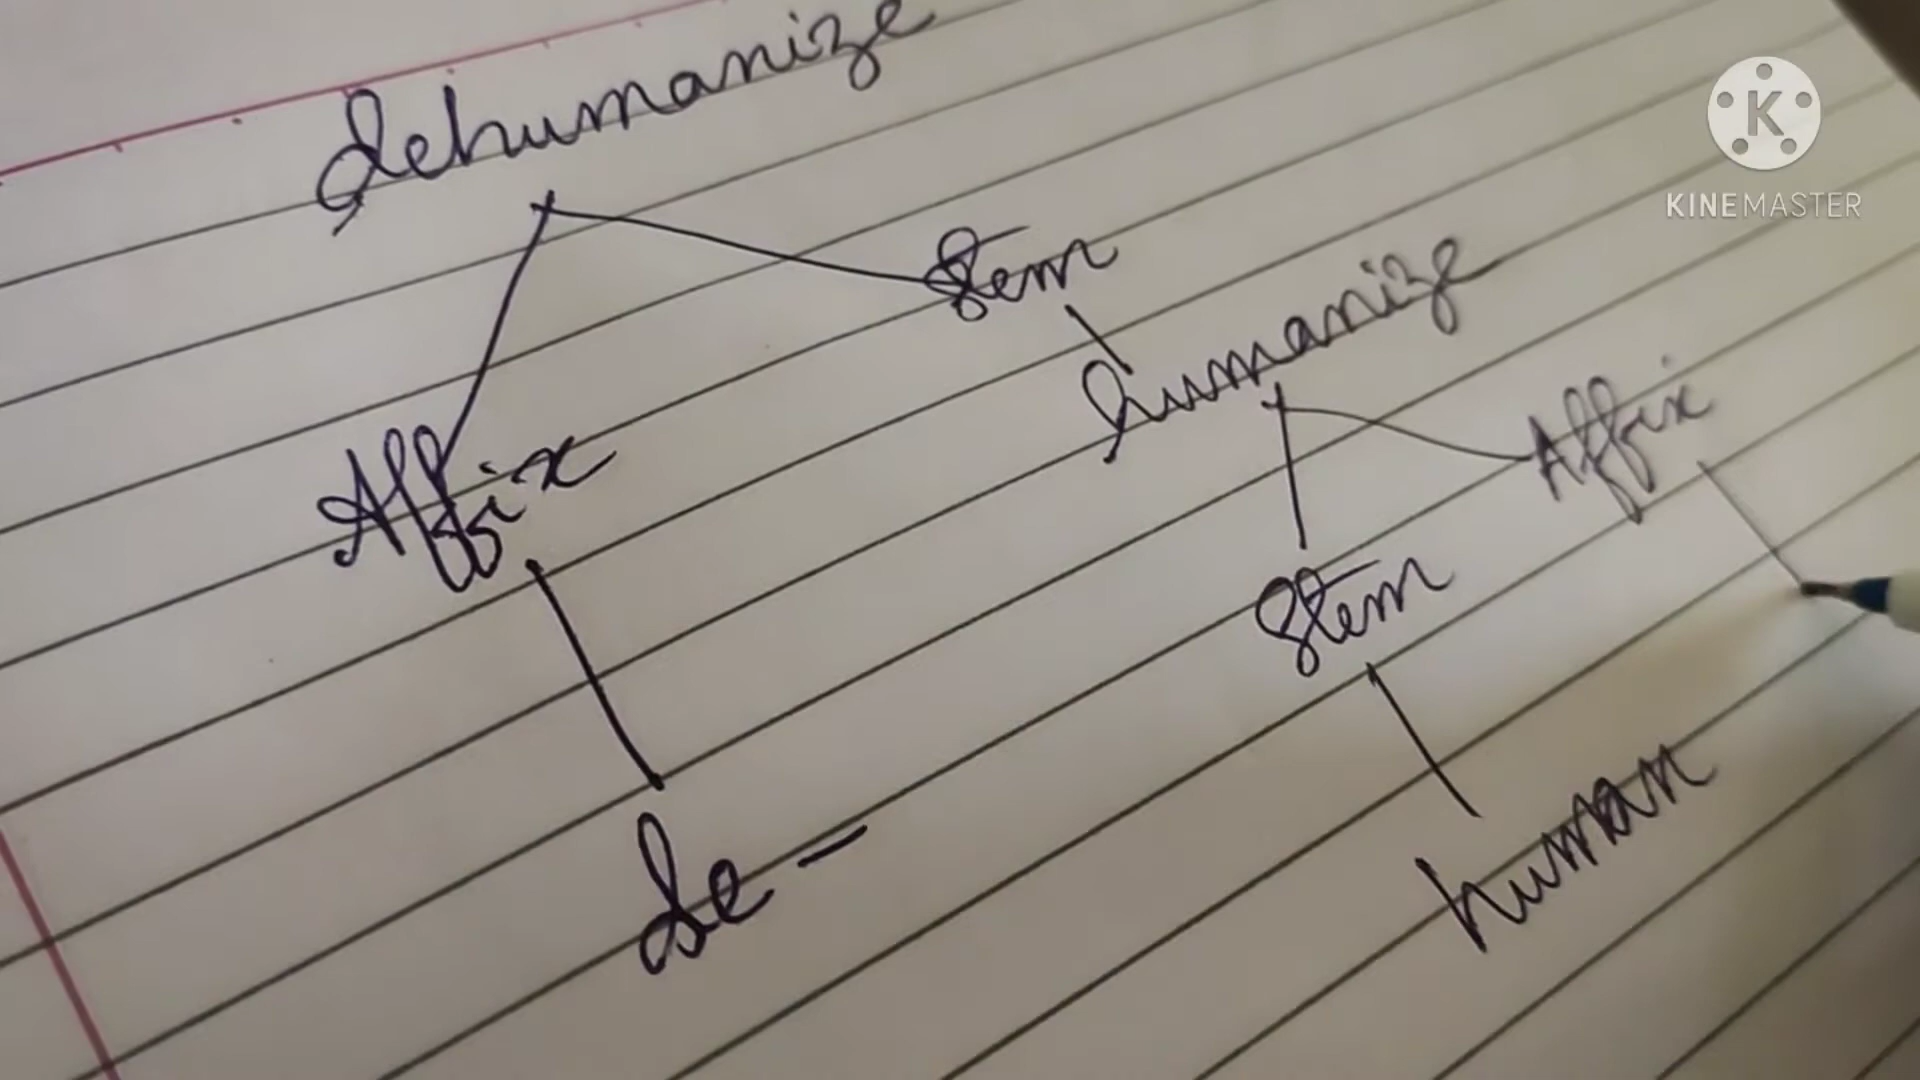 dehumanize
Stem
humanize
Affix
Affix
Stem
de -
human
K
KINEMASTER